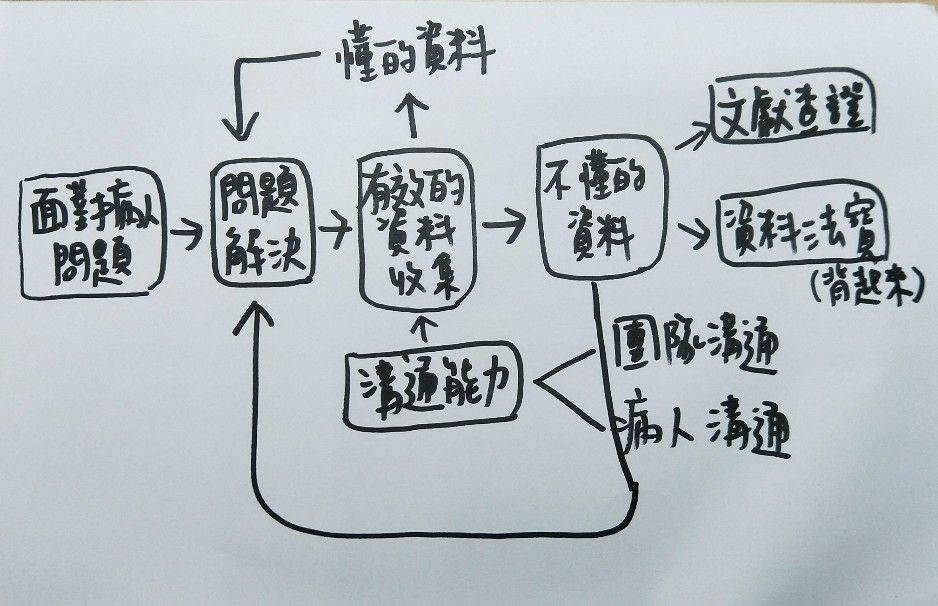 懂的資料
面對病人
問題
問題
解決
有效的
資料
收集
不懂的
資料
文獻查證
資料法寶
(背起來)
溝通能力
團隊溝通
病人溝通